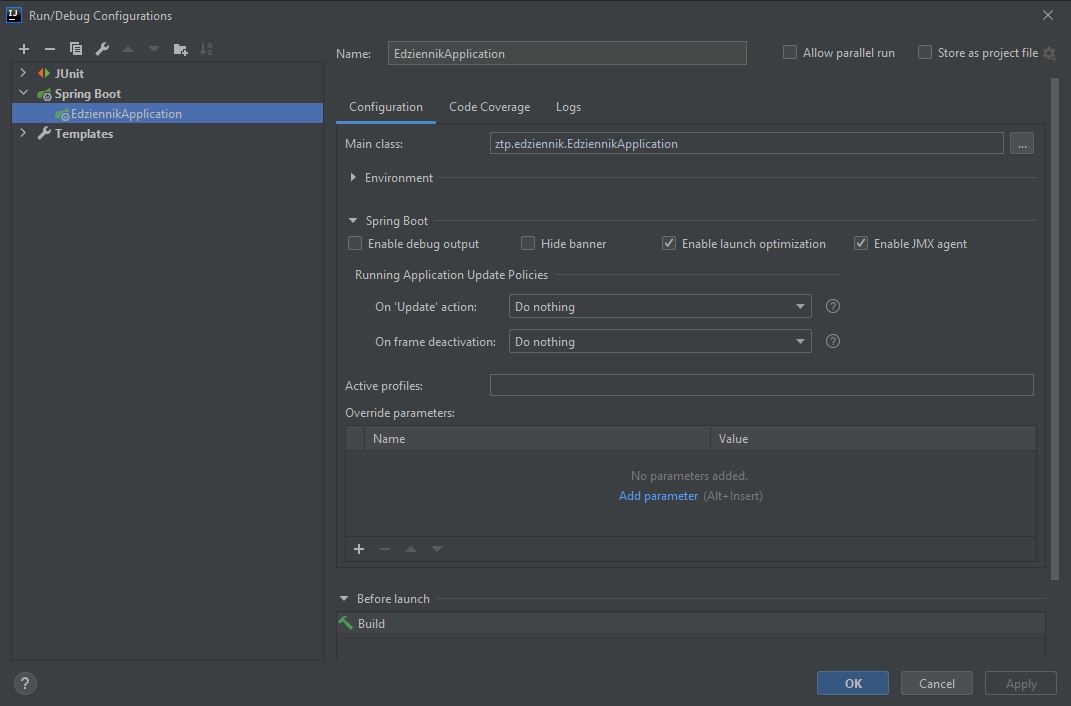 IJ Run/Debug Configurations
JUnit
Spring Boot
EdziennikApplication
Templates
Name: EdziennikApplication Allow parallel run Store as project file
Configuration Code Coverage Logs
Main class: ztp.edziennik.EdziennikApplication ...
Environment
Spring Boot
Enable debug output Hide banner Enable launch optimization Enable JMX agent
Running Application Update Policies
On 'Update' action: Do nothing ?
On frame deactivation: Do nothing ?
Active profiles:
Override parameters:
Name Value
No parameters added.
Add parameter (Alt+Insert)
Before launch
Build
? OK Cancel Apply